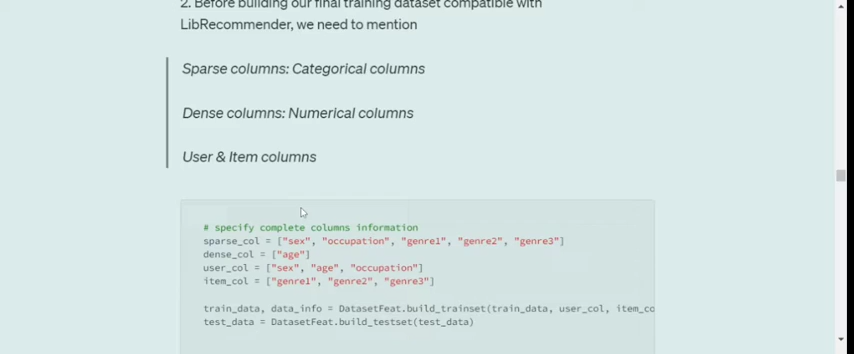 2. Before building our final training dataset compatible with
LibRecommender, we need to mention
Sparse columns: Categorical columns
Dense columns: Numerical columns
User & Item columns
# specify complete columns information
sparse_col = ["sex", "occupation", "genre1", "genre2", "genre3"]
dense_col = ["age"]
user_col = ["sex", "age", "occupation"]
item_col = ["genre1", "genre2", "genre3"]
train_data, data_info = DatasetFeat.build_trainset(train_data, user_col, item_co
test_data = DatasetFeat.build_testset(test_data)